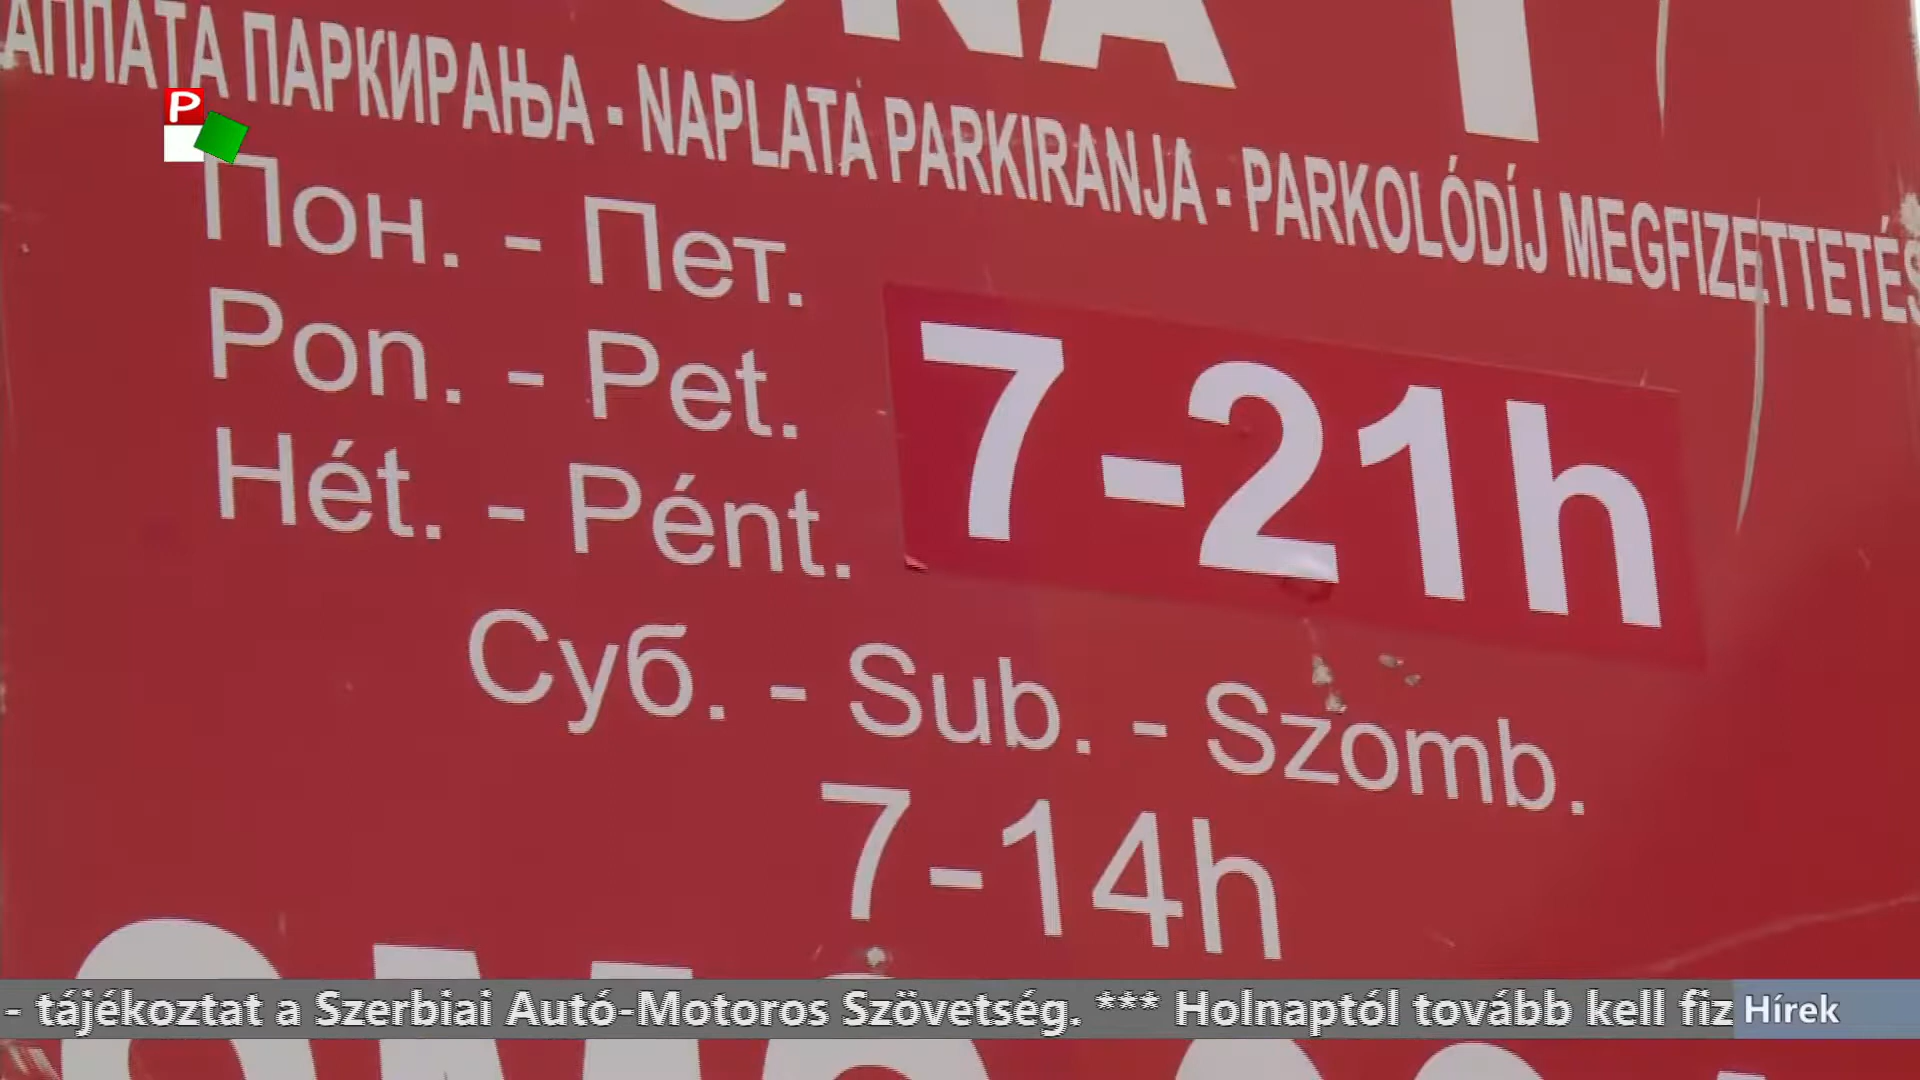 АПЛАТА ПАРКИРАЊА - NAPLATA PARKIRANJA - PARKOLÓDÍJ MEGFIZETTETÉS
P
Пон. - Пет.
Pon. - Pet.
Hét. - Pént.
7-21h
Суб. - Sub. - Szomb.
7-14h
- tájékoztat a Szerbiai Autó-Motoros Szövetség. *** Holnaptól tovább kell fiz
Hírek